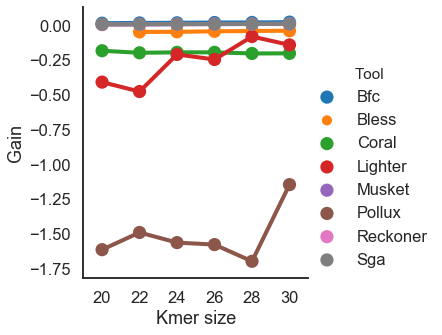 0.00
−0.25
−0.50
−0.75
−1.00
−1.25
−1.50
−1.75
Gain
20 22 24 26 28 30
Kmer size
Tool
Bfc
Bless
Coral
Lighter
Musket
Pollux
Reckoner
Sga